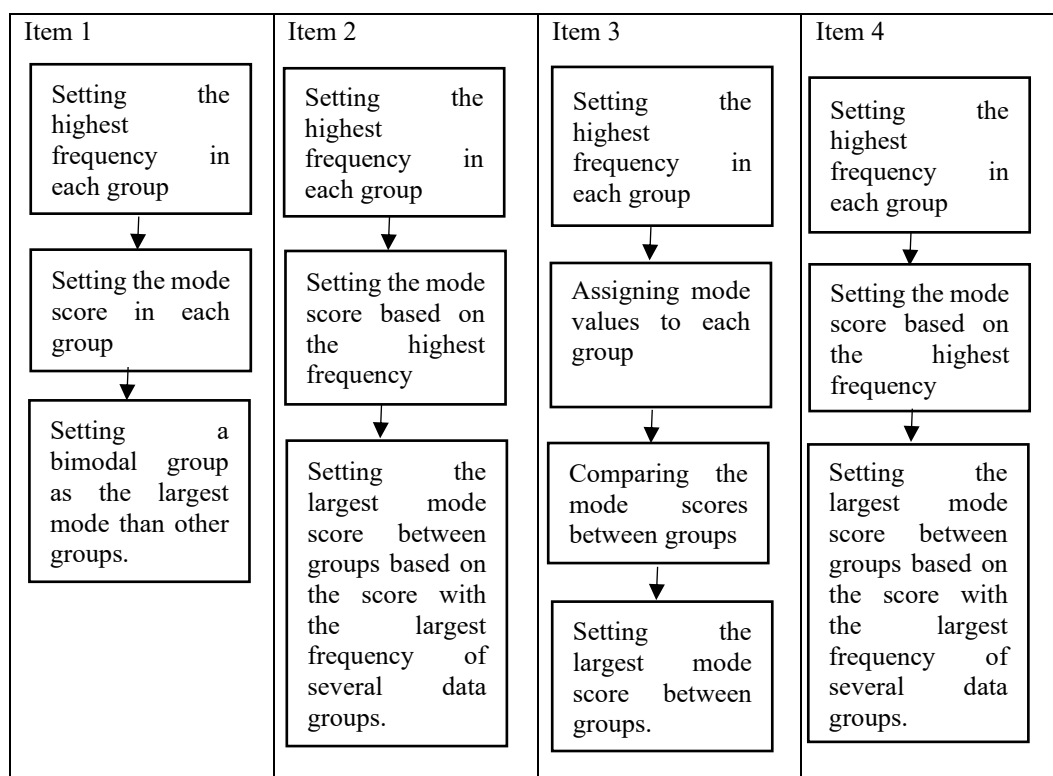 Item 1
Setting the
highest
frequency in
each group
Setting the mode
score in each
group
Setting a
bimodal group
as the largest
mode than other
groups.
Item 2
Setting the
highest
frequency in
each group
Setting the mode
score based on
the highest
frequency
Setting the
largest mode
score between
groups based on
the score with
the largest
frequency of
several data
groups.
Item 3
Setting the
highest
frequency in
each group
Assigning mode
values to each
group
Comparing the
mode scores
between groups
Setting the
largest mode
score between
groups.
Item 4
Setting the
highest
frequency in
each group
Setting the mode
score based on
the highest
frequency
Setting the
largest mode
score between
groups based on
the score with
the largest
frequency of
several data
groups.